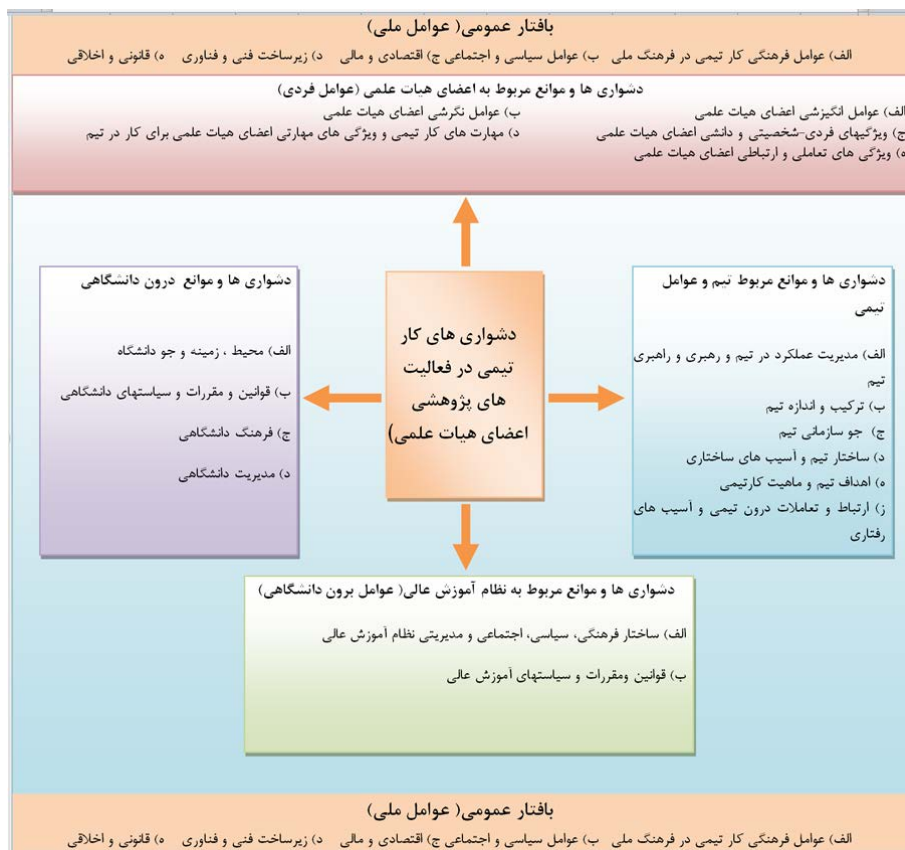 بافتار عمومی( عوامل ملی)
الف) عوامل فرهنگی کار تیمی در فرهنگ ملی ب) عوامل سیاسی و اجتماعی ج) اقتصادی و مالی د) زیرساخت فنی و فناوری ه) قانونی و اخلاقی
دشواری ها و موانع مربوط به اعضای هیات علمی (عوامل فردی)
الف) عوامل انگیزشی اعضای هیات علمی ب) عوامل نگرشی اعضای هیات علمی
ج) ویژگیهای فردی-شخصیتی و دانشی اعضای هیات علمی د) مهارت های کار تیمی و ویژگی های مهارتی اعضای هیات علمی برای کار در تیم
ه) ویژگی های تعاملی و ارتباطی اعضای هیات علمی
دشواری ها و موانع مربوط تیم و عوامل
تیمی
الف) مدیریت عملکرد در تیم و رهبری و راهبری
تیم
ب) ترکیب و اندازه تیم
ج) جو سازمانی تیم
د) ساختار تیم و آسیب های ساختاری
ه) اهداف تیم و ماهیت کارتیمی
ز) ارتباط و تعاملات درون تیمی و آسیب های
رفتاری
دشواری های کار
تیمی در فعالیت
های پژوهشی
اعضای هیات علمی)
دشواری ها و موانع درون دانشگاهی
الف) محیط ، زمینه و جو دانشگاه
ب) قوانین و مقررات و سیاستهای دانشگاهی
ج) فرهنگ دانشگاهی
د) مدیریت دانشگاهی
دشواری ها و موانع مربوط به نظام آموزش عالی( عوامل برون دانشگاهی)
الف) ساختار فرهنگی، سیاسی، اجتماعی و مدیریتی نظام آموزش عالی
ب) قوانین ومقررات و سیاستهای آموزش عالی
بافتار عمومی( عوامل ملی)
الف) عوامل فرهنگی کار تیمی در فرهنگ ملی ب) عوامل سیاسی و اجتماعی ج) اقتصادی و مالی د) زیرساخت فنی و فناوری ه) قانونی و اخلاقی